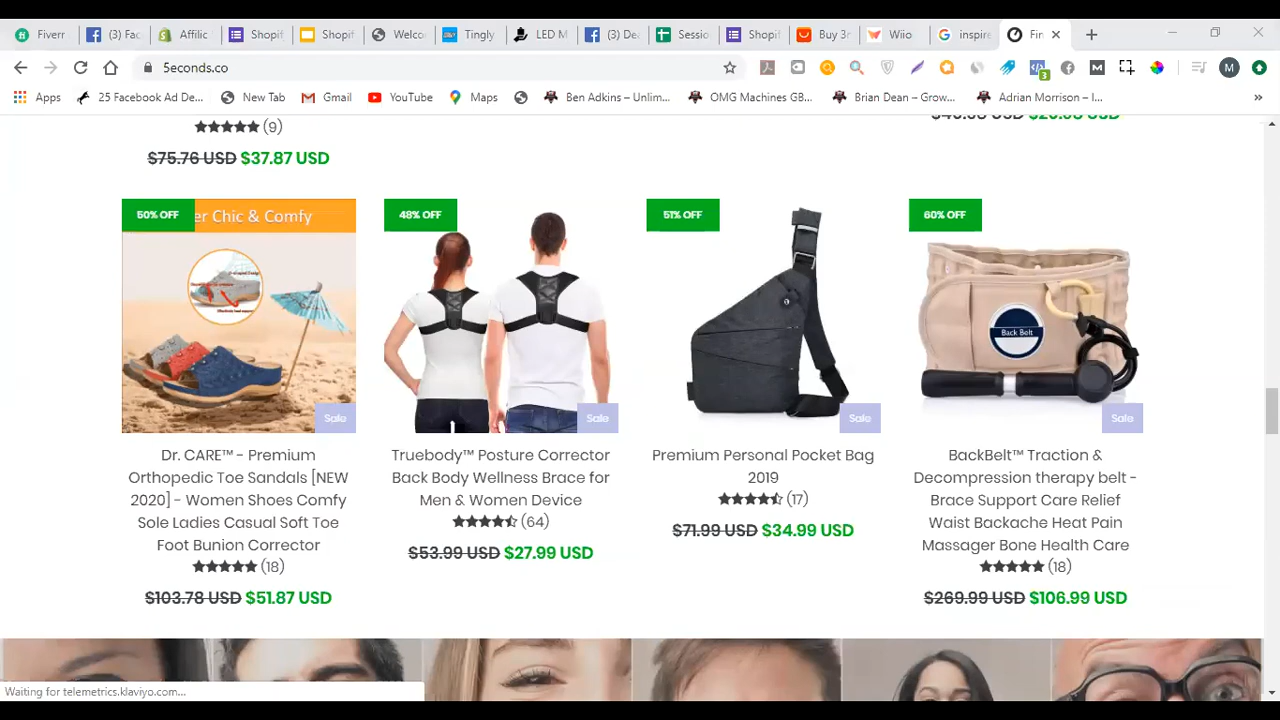 Fiverr
(3) Fac
Affilic
Shopif
Shopif
Welco
Tingly
LED M
(3) De
Sessio
Shopif
Buy 3
Wiio
inspire
Fin
5econds.co
3
M
Apps
25 Facebook Ad De...
New Tab
Gmail
YouTube
Maps
Ben Adkins – Unlim...
OMG Machines GB...
Brian Dean – Grow...
Adrian Morrison – I...
»
(9)
$75.76 USD $37.87 USD
50% OFF
er Chic & Comfy
Sale
48% OFF
Sale
51% OFF
Sale
60% OFF
Back Belt
Sale
Dr. CARE™ - Premium
Orthopedic Toe Sandals [NEW
2020] - Women Shoes Comfy
Sole Ladies Casual Soft Toe
Foot Bunion Corrector
(18)
$103.78 USD $51.87 USD
Truebody™ Posture Corrector
Back Body Wellness Brace for
Men & Women Device
(64)
$53.99 USD $27.99 USD
Premium Personal Pocket Bag
2019
(17)
$71.99 USD $34.99 USD
BackBelt™ Traction &
Decompression therapy belt -
Brace Support Care Relief
Waist Backache Heat Pain
Massager Bone Health Care
(18)
$269.99 USD $106.99 USD
Waiting for telemetrics.klaviyo.com...